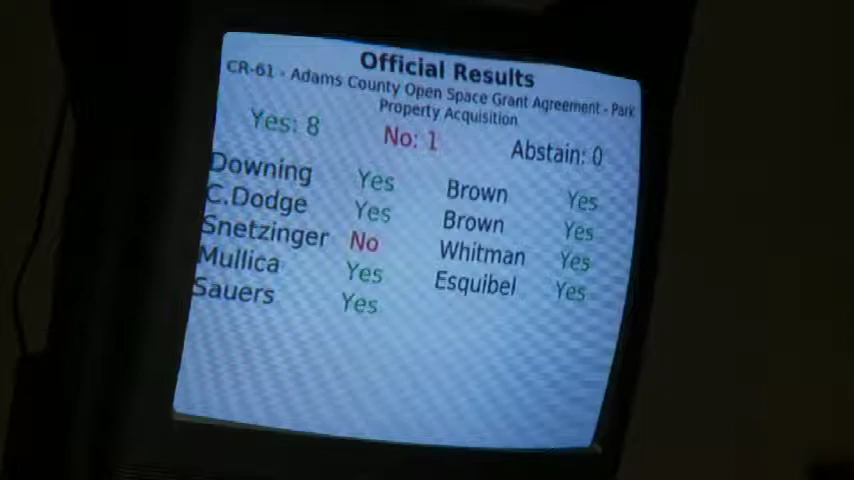 Official Results
CR-61 - Adams County Open Space Grant Agreement - Park
Property Acquisition
Yes: 8 No: 1 Abstain: 0
Downing Yes Brown Yes
C.Dodge Yes Brown Yes
Snetzinger No Whitman Yes
Mullica Yes Esquibel Yes
Sauers Yes